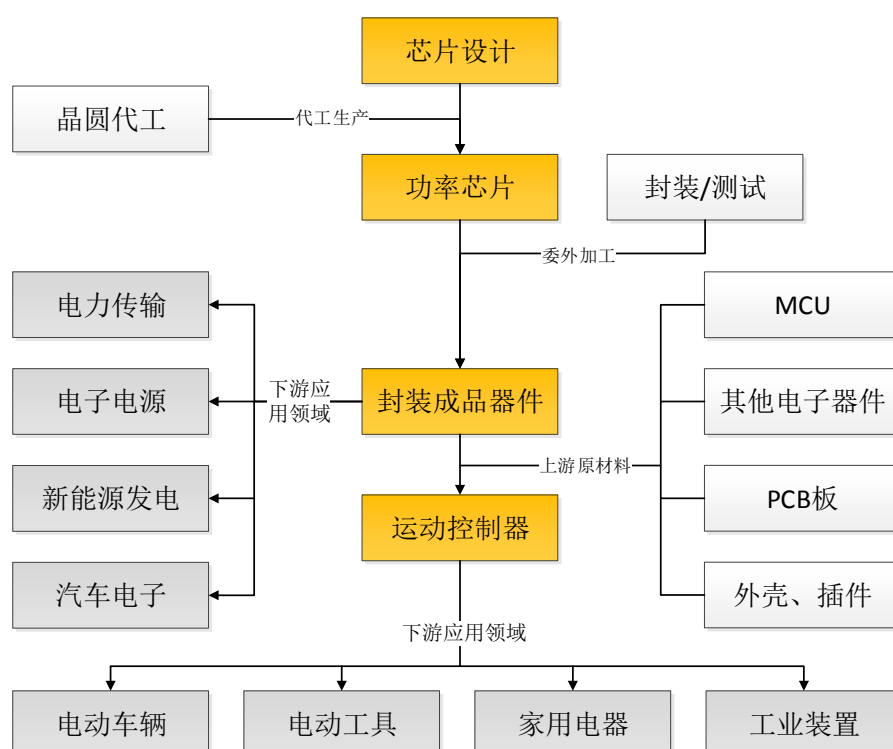 芯片设计
晶圆代工
代工生产
功率芯片
封装/测试
委外加工
电力传输
MCU
电子电源
下游应
用领域
封装成品器件
其他电子器件
上游原材料
新能源发电
运动控制器
PCB板
汽车电子
外壳、插件
下游应用领域
电动车辆
电动工具
家用电器
工业装置